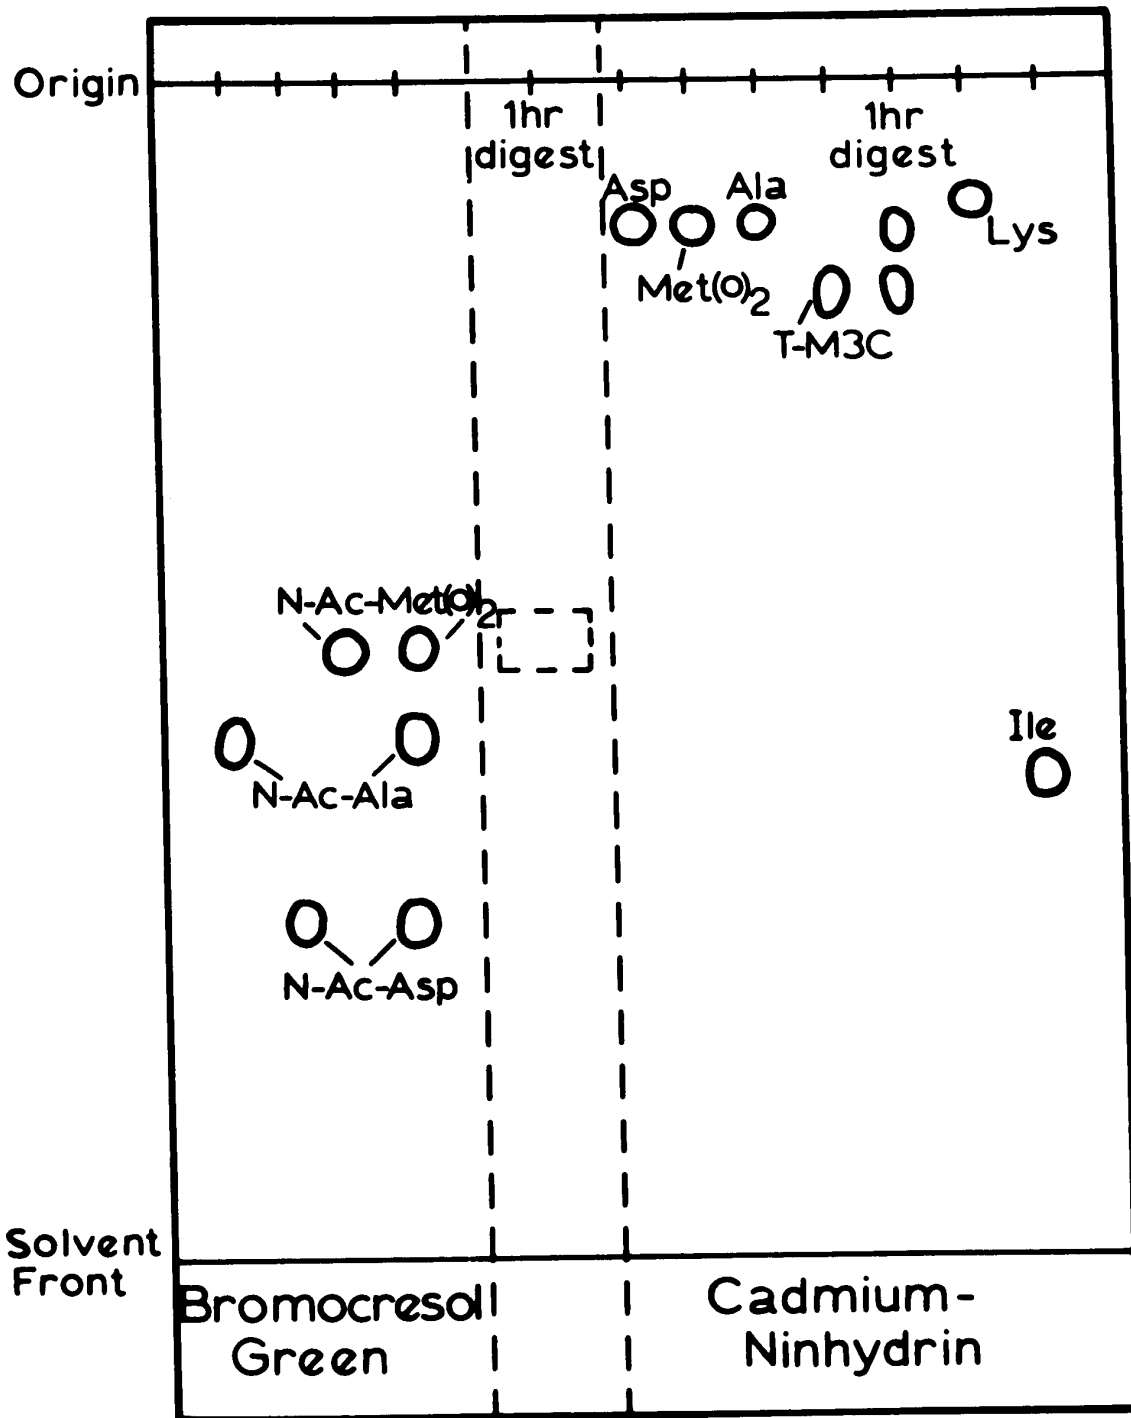 Origin
1hr
digest
1hr
digest
Asp
Ala
Lys
Met(O)2
T-M3C
N-Ac-Met(O)2
Ile
N-Ac-Ala
N-Ac-Asp
Solvent
Front
Bromocresol
Green
Cadmium-
Ninhydrin